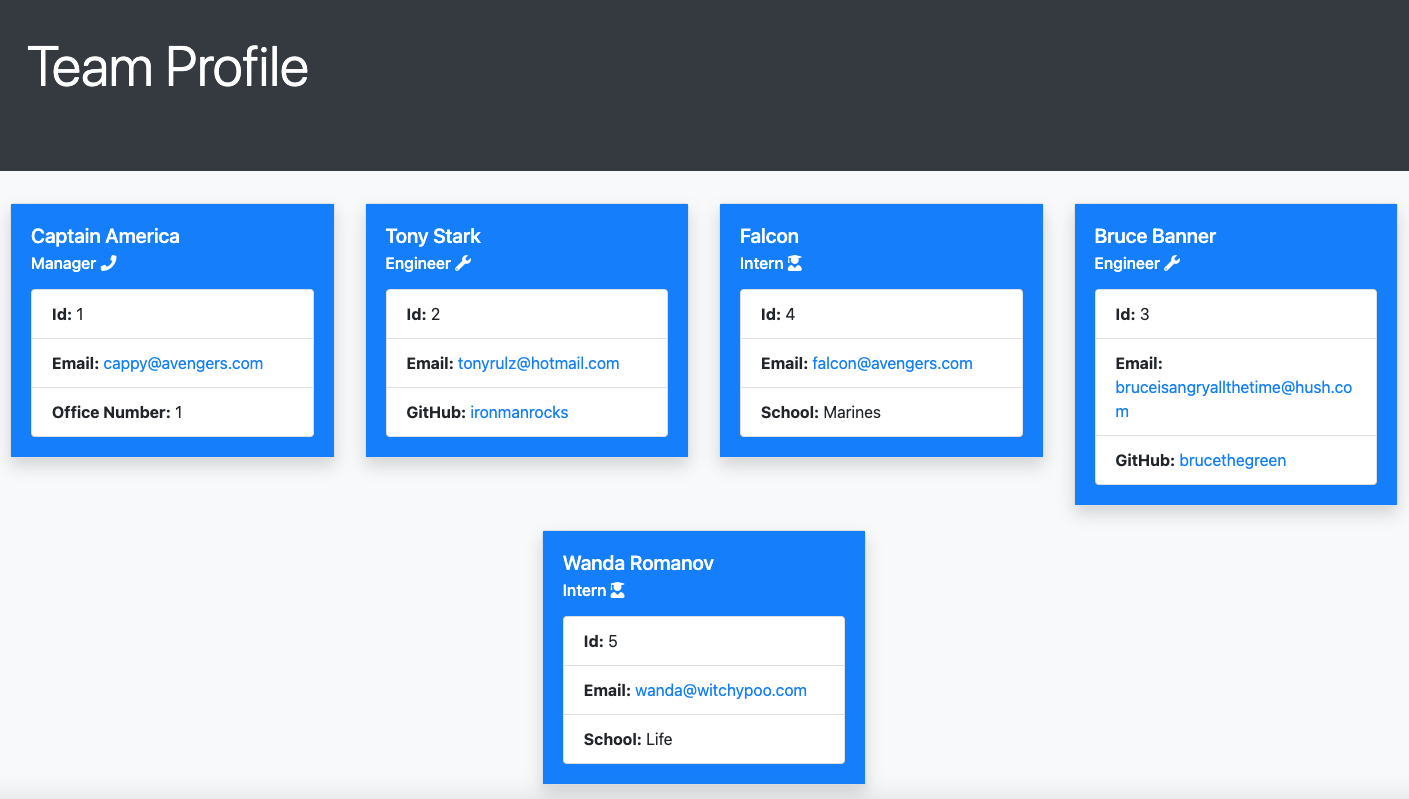 Team Profile
Captain America
Manager
Id: 1
Email: cappy@avengers.com
Office Number: 1
Tony Stark
Engineer
Id: 2
Email: tonyrulz@hotmail.com
GitHub: ironmanrocks
Falcon
Intern
Id: 4
Email: falcon@avengers.com
School: Marines
Bruce Banner
Engineer
Id: 3
Email:
bruceisangryallthetime@hush.co
m
GitHub: brucethegreen
Wanda Romanov
Intern
Id: 5
Email: wanda@witchypoo.com
School: Life